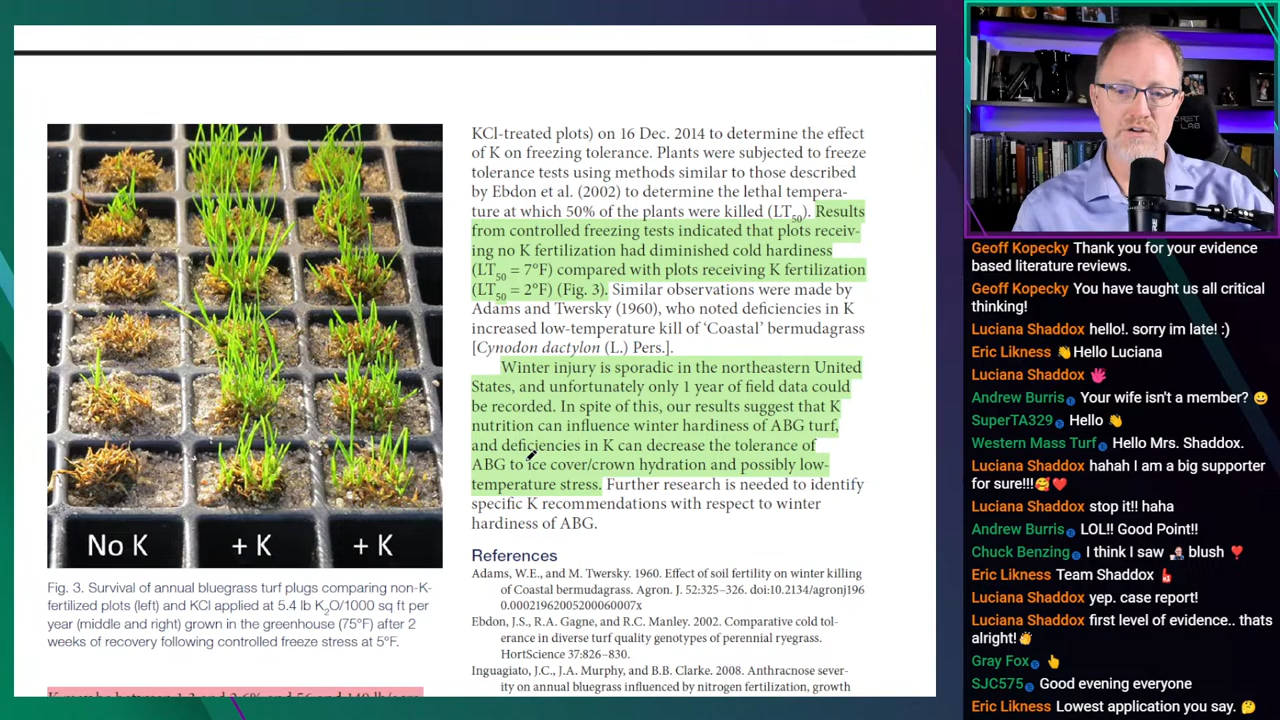 No K
+ K
+ K
Fig. 3. Survival of annual bluegrass turf plugs comparing non-K-
fertilized plots (left) and KCl applied at 5.4 lb K2O/1000 sq ft per
year (middle and right) grown in the greenhouse (75°F) after 2
weeks of recovery following controlled freeze stress at 5°F.
KCl-treated plots) on 16 Dec. 2014 to determine the effect
of K on freezing tolerance. Plants were subjected to freeze
tolerance tests using methods similar to those described
by Ebdon et al. (2002) to determine the lethal tempera-
ture at which 50% of the plants were killed (LT50). Results
from controlled freezing tests indicated that plots receiv-
ing no K fertilization had diminished cold hardiness
(LT50 = 7°F) compared with plots receiving K fertilization
(LT50 = 2°F) (Fig. 3). Similar observations were made by
Adams and Twersky (1960), who noted deficiencies in K
increased low-temperature kill of ‘Coastal’ bermudagrass
[Cynodon dactylon (L.) Pers.].
Winter injury is sporadic in the northeastern United
States, and unfortunately only 1 year of field data could
be recorded. In spite of this, our results suggest that K
nutrition can influence winter hardiness of ABG turf,
and deficiencies in K can decrease the tolerance of
ABG to ice cover/crown hydration and possibly low-
temperature stress. Further research is needed to identify
specific K recommendations with respect to winter
hardiness of ABG.
References
Adams, W.E., and M. Twersky. 1960. Effect of soil fertility on winter killing
of Coastal bermudagrass. Agron. J. 52:325–326. doi:10.2134/agronj196
0.00021962005200060007x
Ebdon, J.S., R.A. Gagne, and R.C. Manley. 2002. Comparative cold tol-
erance in diverse turf quality genotypes of perennial ryegrass.
HortScience 37:826–830.
Inguagiato, J.C., J.A. Murphy, and B.B. Clarke. 2008. Anthracnose sever-
ity on annual bluegrass influenced by nitrogen fertilization, growth
Geoff Kopecky Thank you for your evidence
based literature reviews.
Geoff Kopecky You have taught us all critical
thinking!
Luciana Shaddox hello!. sorry im late! :)
Eric Likness 👋Hello Luciana
Luciana Shaddox 👋
Andrew Burris Your wife isn't a member? 😀
SuperTA329 Hello 👋
Western Mass Turf Hello Mrs. Shaddox.
Luciana Shaddox hahah I am a big supporter
for sure!!!🥰❤️
Luciana Shaddox stop it!! haha
Andrew Burris LOL!! Good Point!!
Chuck Benzing I think I saw blush ❣️
Eric Likness Team Shaddox
Luciana Shaddox yep. case report!
Luciana Shaddox first level of evidence.. thats
alright!👏
Gray Fox 👆
SJC575 Good evening everyone
Eric Likness Lowest application you say. 🤔